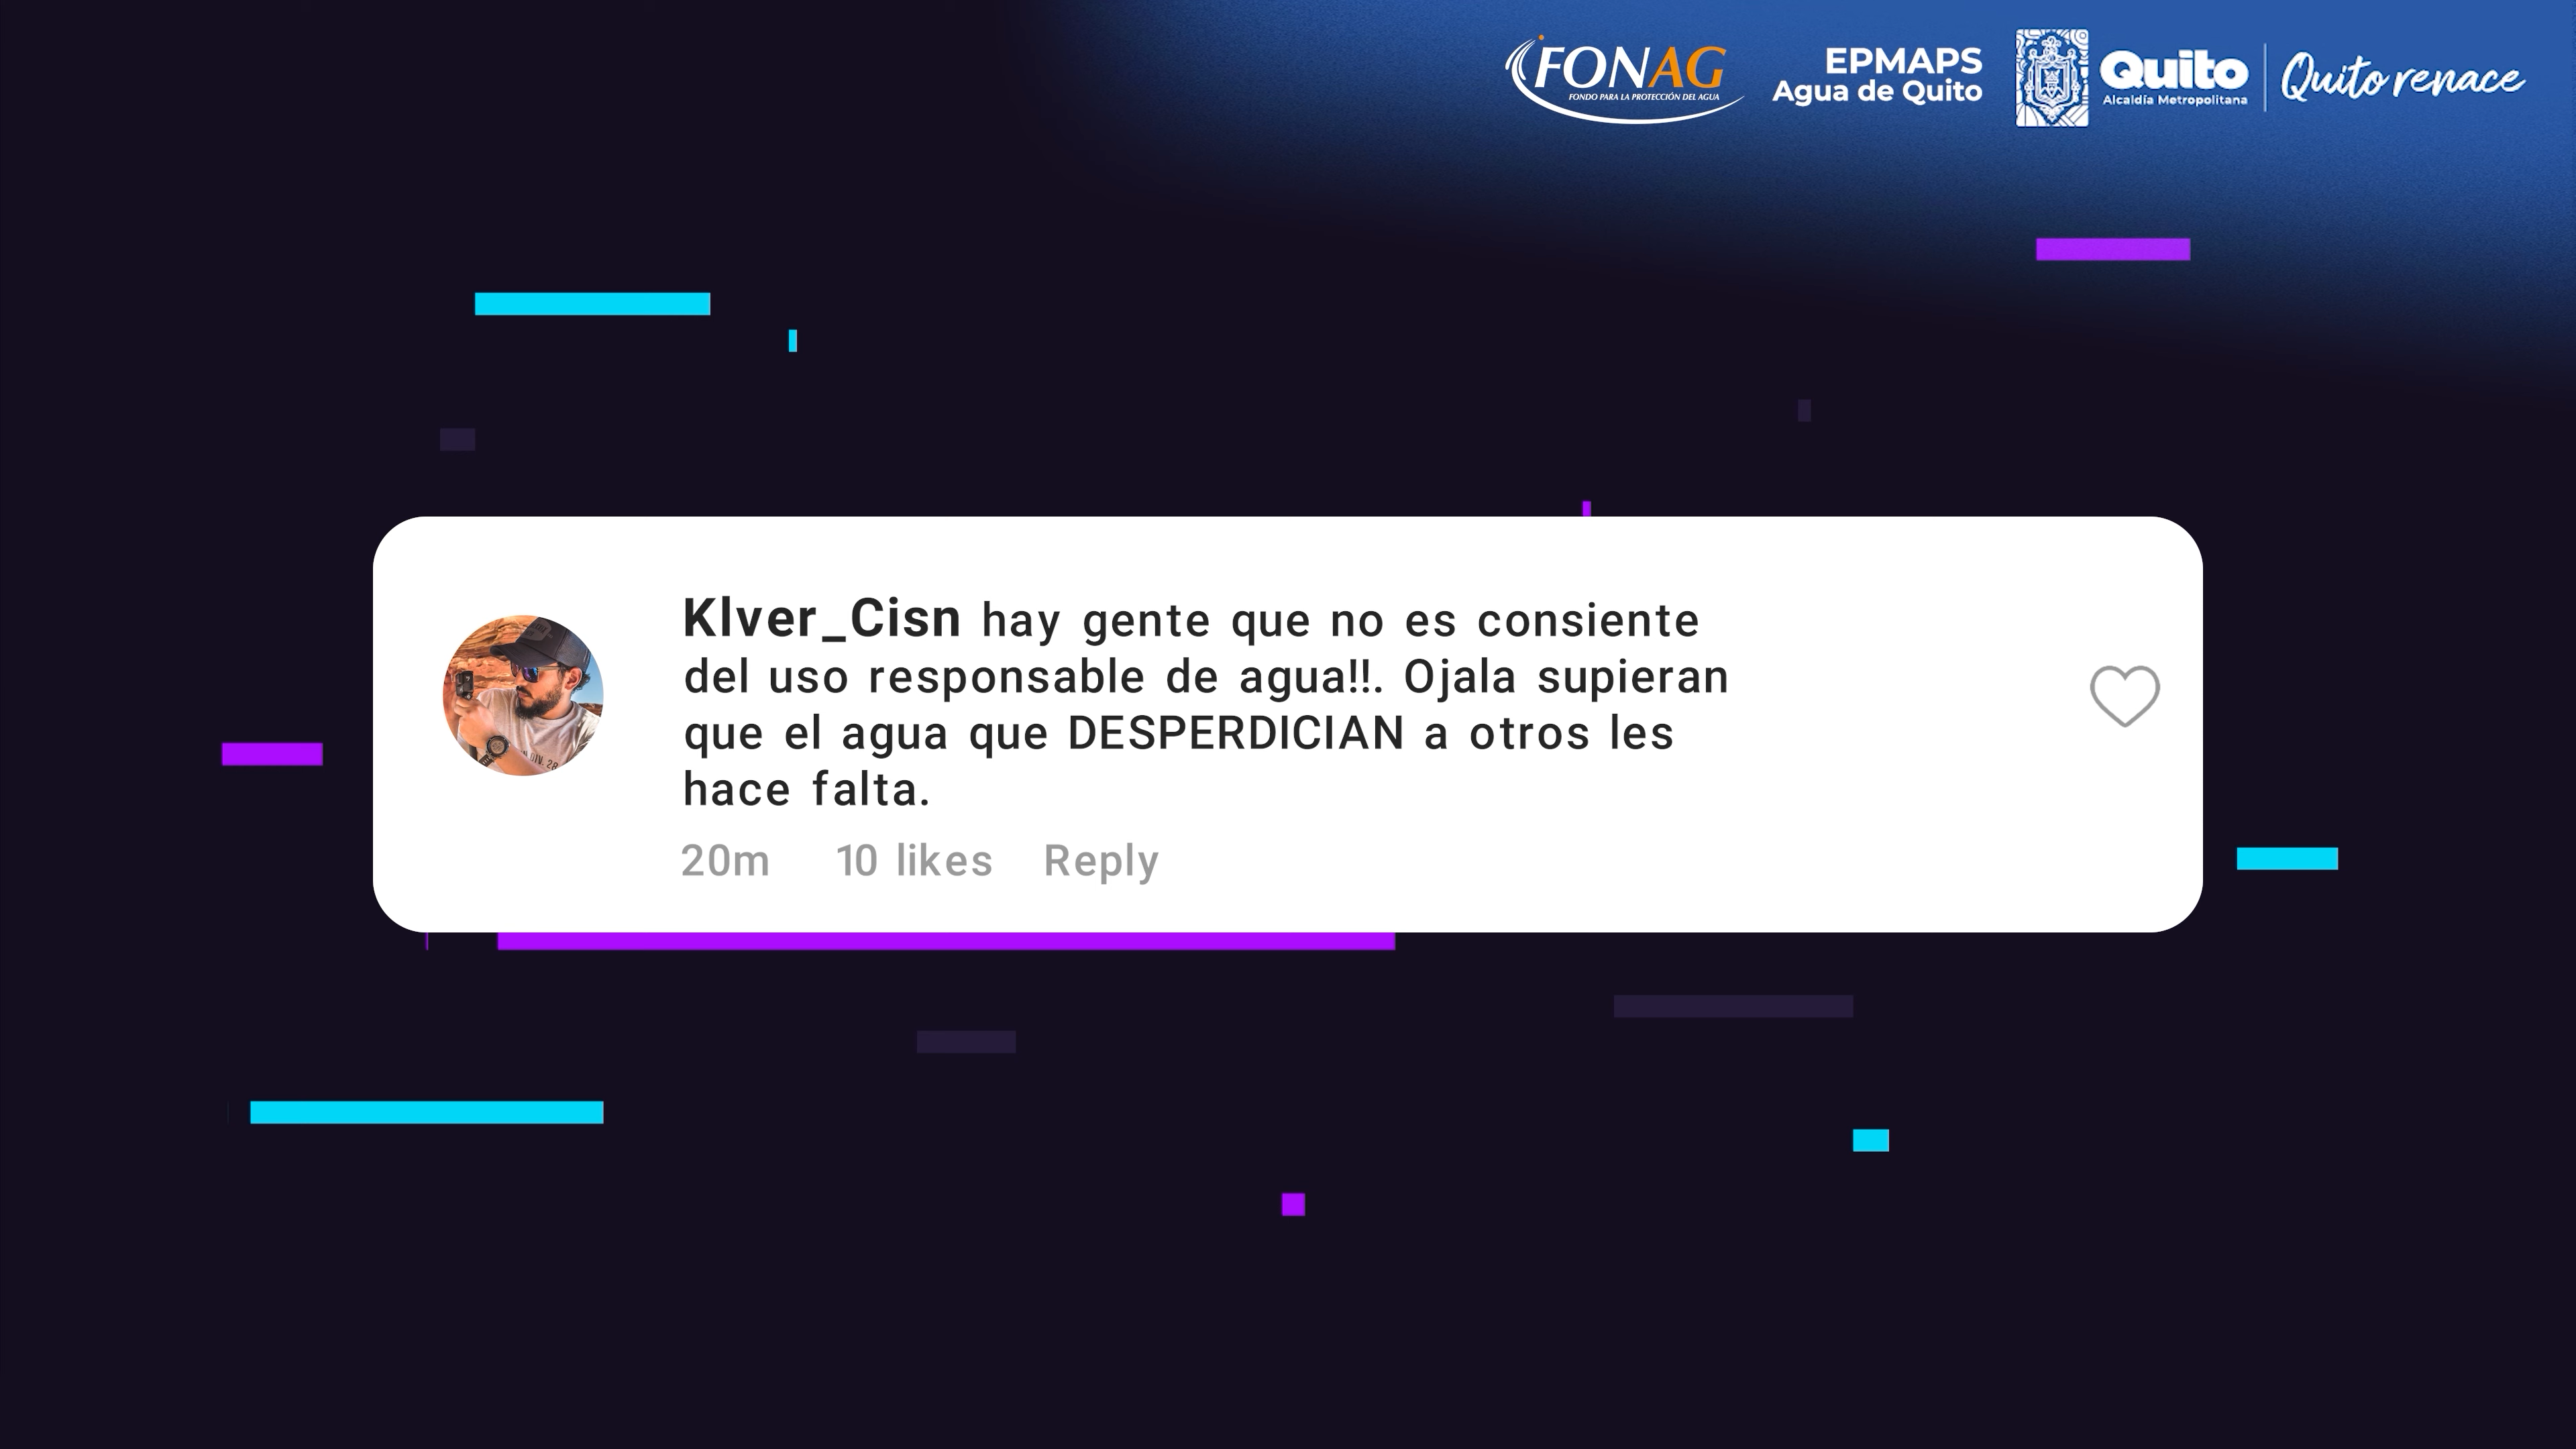 FONAG
FONDO PARA LA PROTECCIÓN DEL AGUA
EPMAPS
Agua de Quito
Quito
Alcaldía Metropolitana
Quito renace
Klver_Cisn hay gente que no es consiente
del uso responsable de agua!!. Ojala supieran
que el agua que DESPERDICIAN a otros les
hace falta.
20m 10 likes Reply